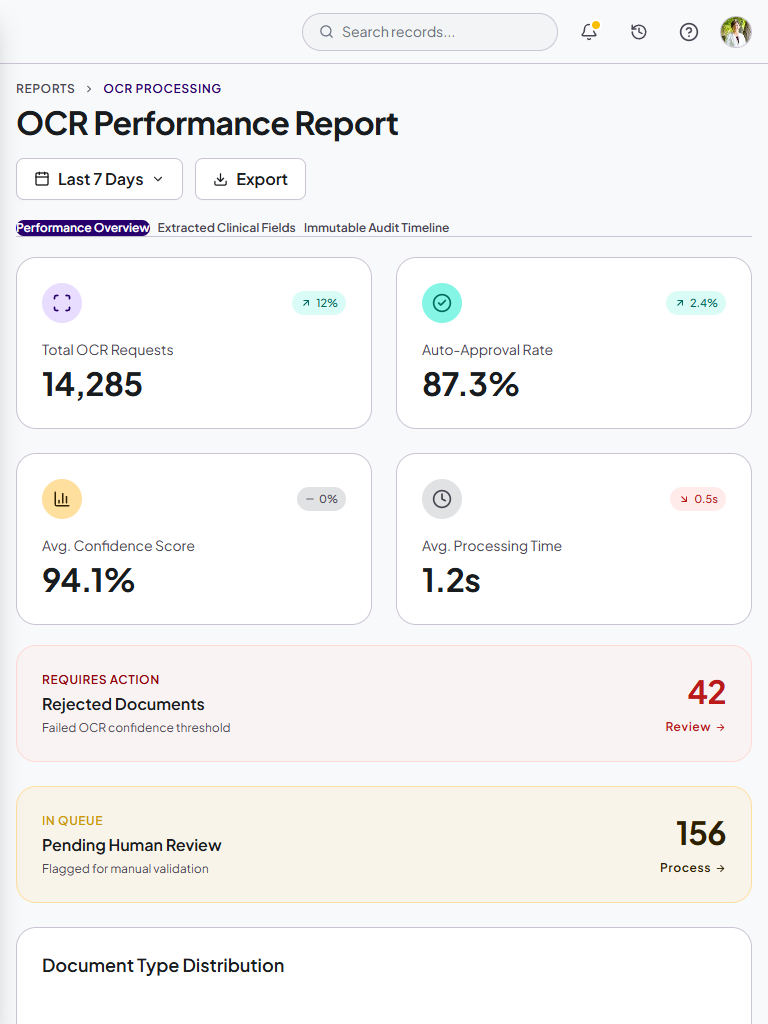 Search records...
REPORTS > OCR PROCESSING
OCR Performance Report
Last 7 Days
Export
Performance Overview Extracted Clinical Fields Immutable Audit Timeline
12%
Total OCR Requests
14,285
2.4%
Auto-Approval Rate
87.3%
0%
Avg. Confidence Score
94.1%
0.5s
Avg. Processing Time
1.2s
REQUIRES ACTION
Rejected Documents
Failed OCR confidence threshold
42
Review →
IN QUEUE
Pending Human Review
Flagged for manual validation
156
Process →
Document Type Distribution